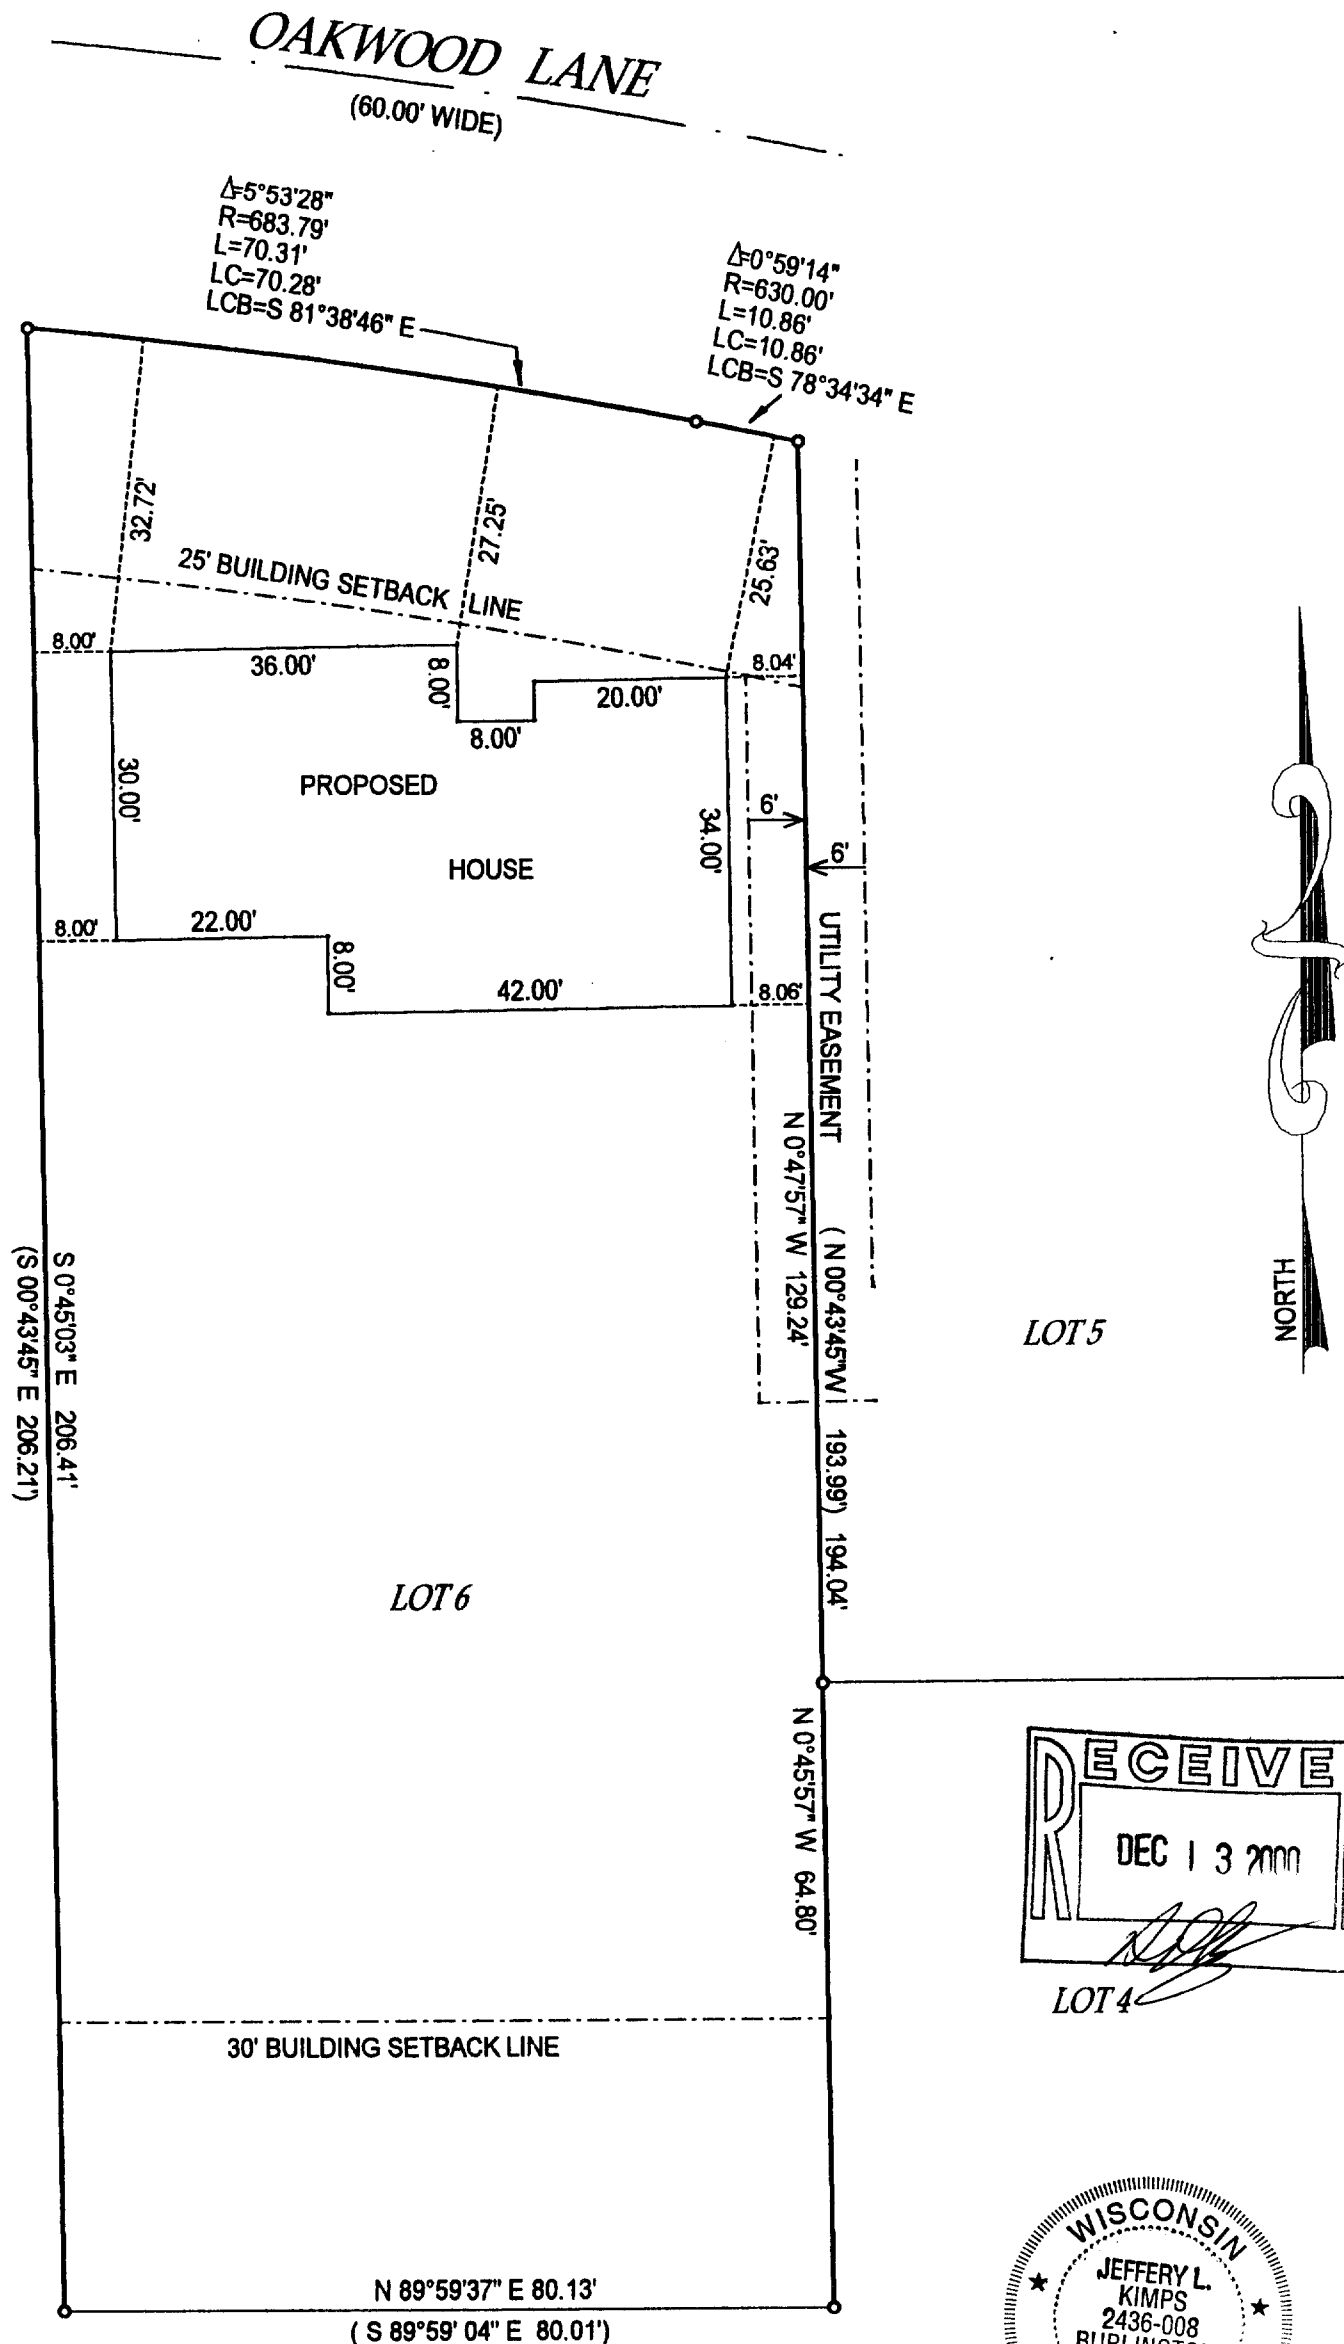 OAKWOOD LANE
(60.00' WIDE)
Δ=5°53'28"
R=683.79'
L=70.31'
LC=70.28'
LCB=S 81°38'46" E
Δ=0°59'14"
R=630.00'
L=10.86'
LC=10.86'
LCB=S 78°34'34" E
32.72'
27.25'
25.63'
25' BUILDING SETBACK LINE
8.00'
36.00'
8.00'
8.00'
20.00'
8.04'
PROPOSED
HOUSE
30.00'
34.00'
6'
6'
8.00'
22.00'
8.00'
42.00'
8.06'
UTILITY EASEMENT
N 0°47'57" W 129.24'
( N 00°43'45"W 193.99') 194.04'
S 0°45'03" E 206.41'
(S 00°43'45" E 206.21')
LOT 5
NORTH
LOT 6
N 0°45'57" W 64.80'
RECEIVE
DEC 13 2000
LOT 4
30' BUILDING SETBACK LINE
N 89°59'37" E 80.13'
( S 89°59' 04" E 80.01')
WISCONSIN
JEFFERY L.
KIMPS
2436-008